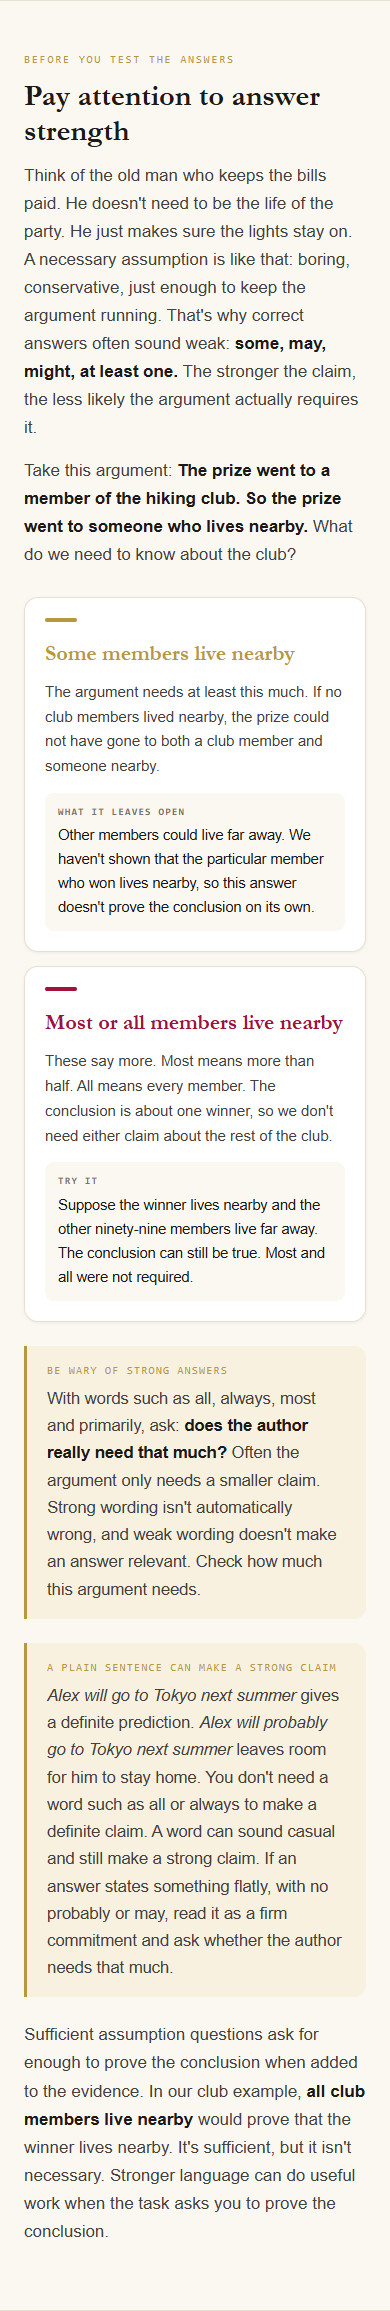 BEFORE YOU TEST THE ANSWERS
Pay attention to answer
strength
Think of the old man who keeps the bills
paid. He doesn't need to be the life of the
party. He just makes sure the lights stay on.
A necessary assumption is like that: boring,
conservative, just enough to keep the
argument running. That's why correct
answers often sound weak: some, may,
might, at least one. The stronger the claim,
the less likely the argument actually requires
it.
Take this argument: The prize went to a
member of the hiking club. So the prize
went to someone who lives nearby. What
do we need to know about the club?
Some members live nearby
The argument needs at least this much. If no
club members lived nearby, the prize could
not have gone to both a club member and
someone nearby.
WHAT IT LEAVES OPEN
Other members could live far away. We
haven't shown that the particular member
who won lives nearby, so this answer
doesn't prove the conclusion on its own.
Most or all members live nearby
These say more. Most means more than
half. All means every member. The
conclusion is about one winner, so we don't
need either claim about the rest of the club.
TRY IT
Suppose the winner lives nearby and the
other ninety-nine members live far away.
The conclusion can still be true. Most and
all were not required.
BE WARY OF STRONG ANSWERS
With words such as all, always, most
and primarily, ask: does the author
really need that much? Often the
argument only needs a smaller claim.
Strong wording isn't automatically
wrong, and weak wording doesn't make
an answer relevant. Check how much
this argument needs.
A PLAIN SENTENCE CAN MAKE A STRONG CLAIM
Alex will go to Tokyo next summer gives
a definite prediction. Alex will probably
go to Tokyo next summer leaves room
for him to stay home. You don't need a
word such as all or always to make a
definite claim. A word can sound casual
and still make a strong claim. If an
answer states something flatly, with no
probably or may, read it as a firm
commitment and ask whether the author
needs that much.
Sufficient assumption questions ask for
enough to prove the conclusion when added
to the evidence. In our club example, all club
members live nearby would prove that the
winner lives nearby. It's sufficient, but it isn't
necessary. Stronger language can do useful
work when the task asks you to prove the
conclusion.